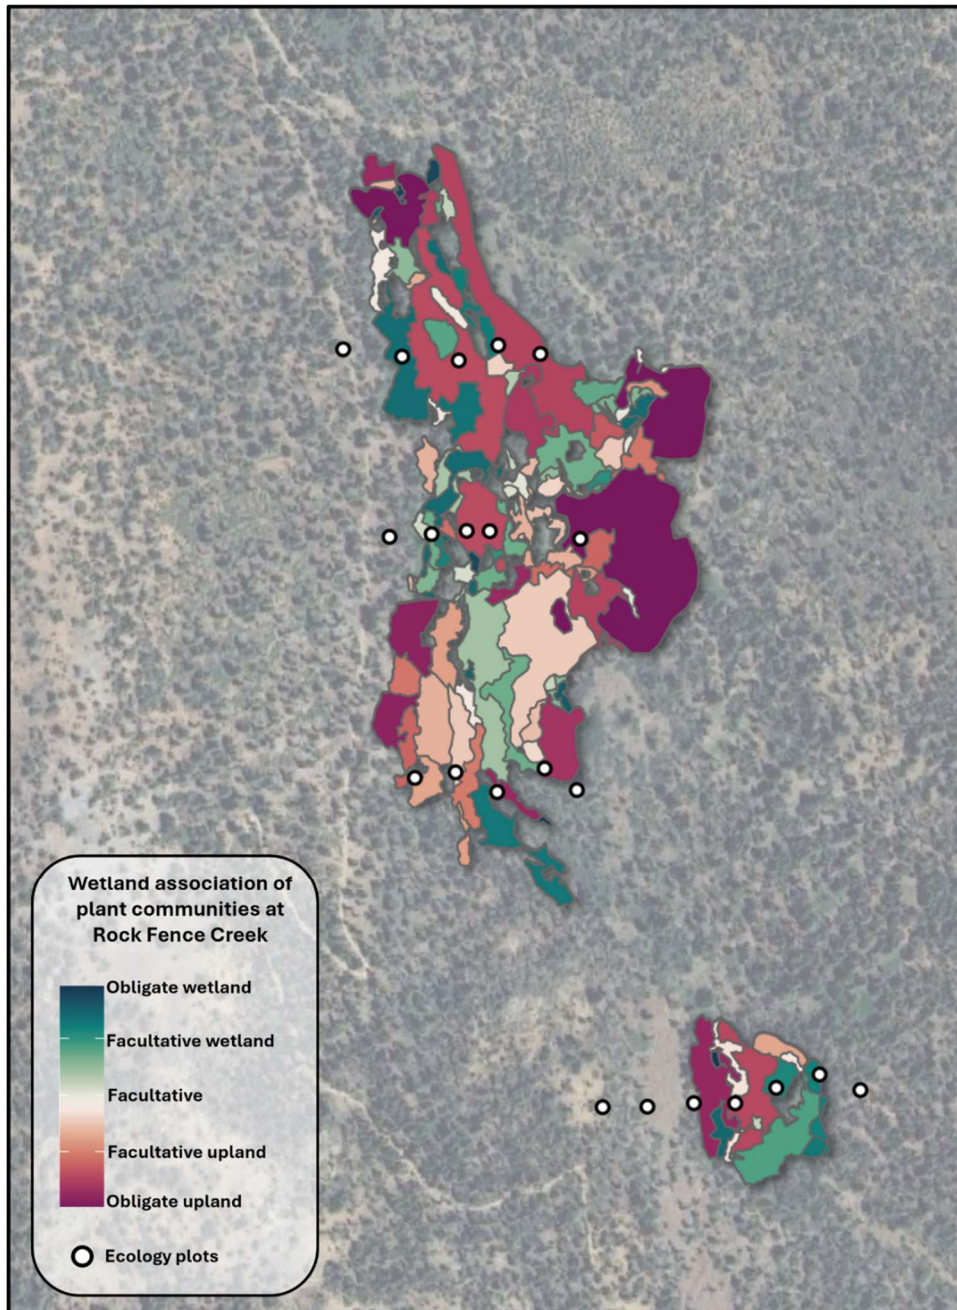 Wetland association of
plant communities at
Rock Fence Creek
Obligate wetland
Facultative wetland
Facultative
Facultative upland
Obligate upland
Ecology plots